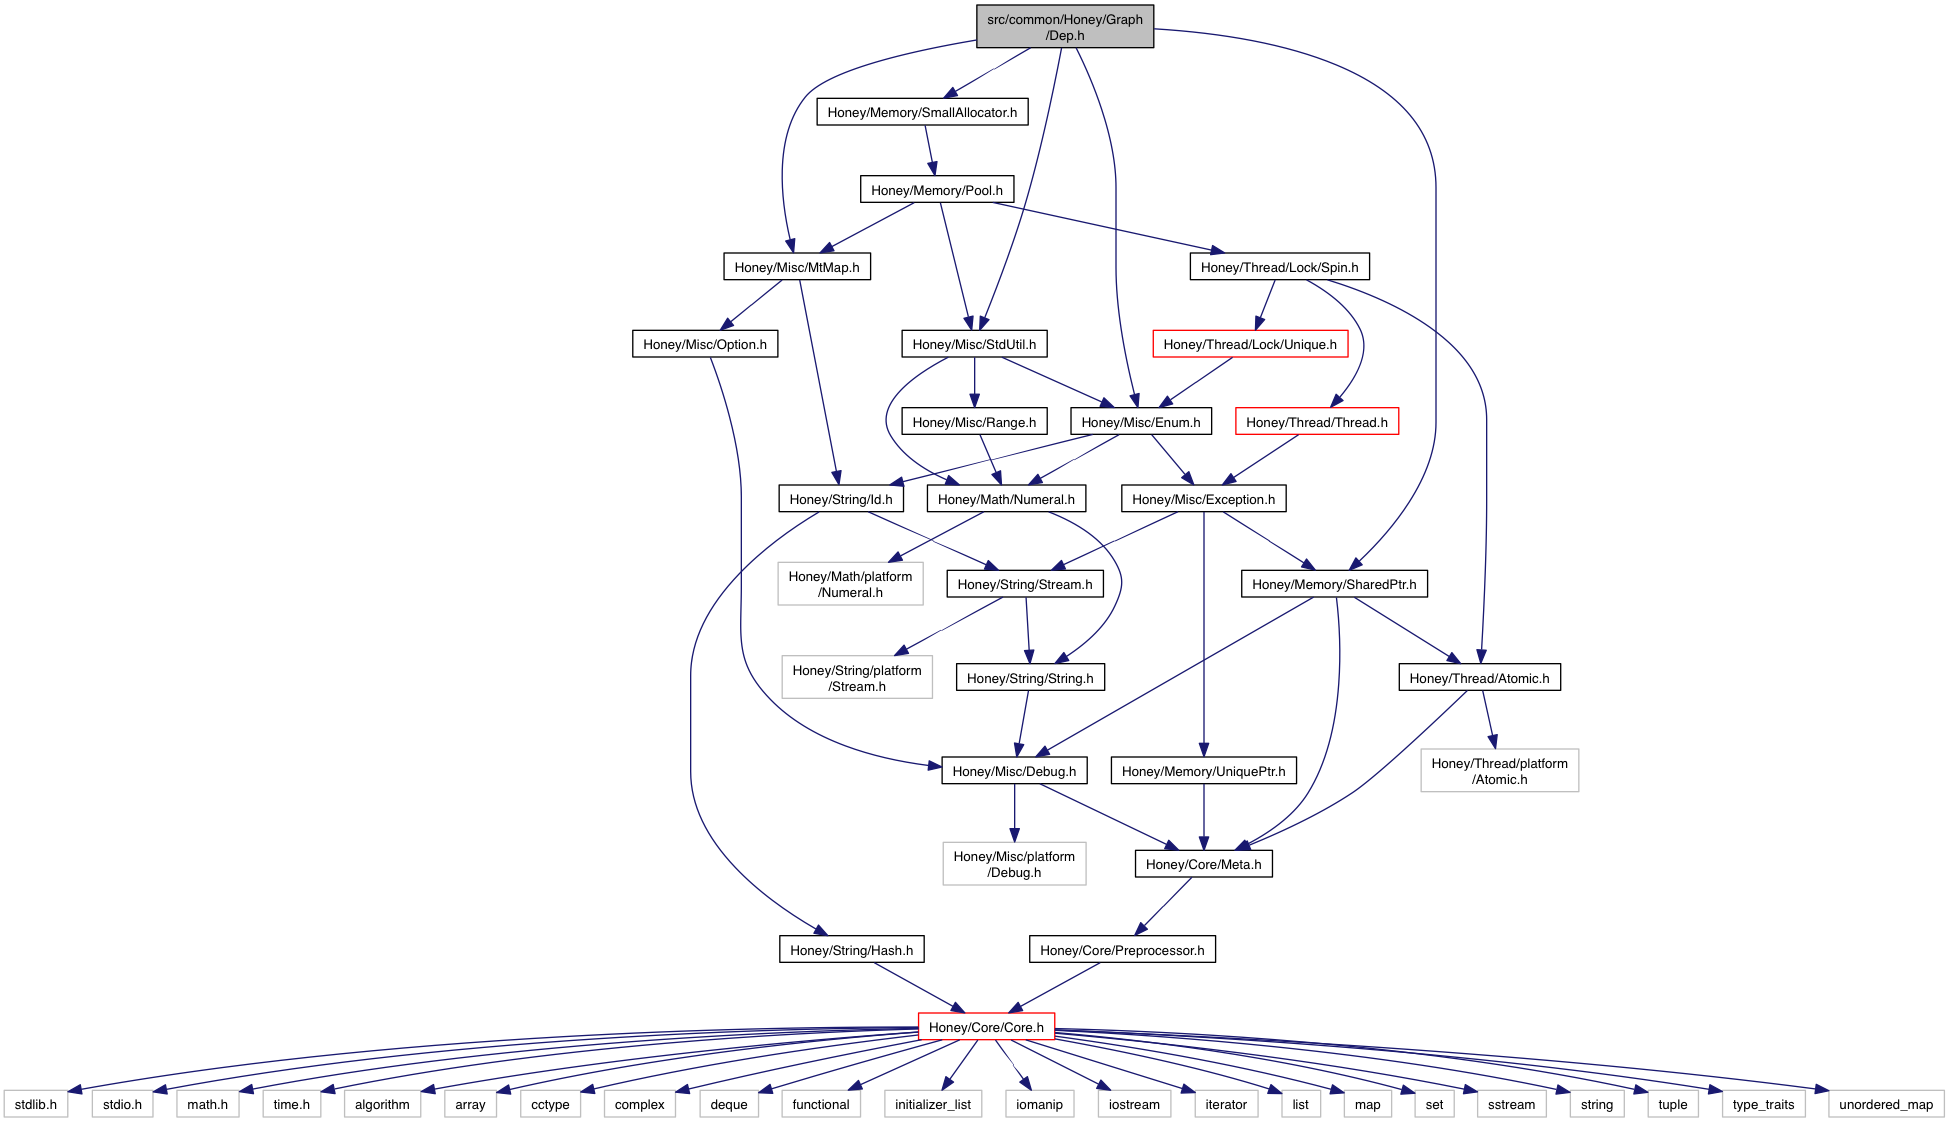 src/common/Honey/Graph
/Dep.h
Honey/Memory/SmallAllocator.h
Honey/Memory/Pool.h
Honey/Misc/MtMap.h
Honey/Thread/Lock/Spin.h
Honey/Misc/Option.h
Honey/Misc/StdUtil.h
Honey/Thread/Lock/Unique.h
Honey/Misc/Range.h
Honey/Misc/Enum.h
Honey/Thread/Thread.h
Honey/String/Id.h
Honey/Math/Numeral.h
Honey/Misc/Exception.h
Honey/Math/platform
/Numeral.h
Honey/String/Stream.h
Honey/Memory/SharedPtr.h
Honey/String/platform
/Stream.h
Honey/String/String.h
Honey/Thread/Atomic.h
Honey/Misc/Debug.h
Honey/Memory/UniquePtr.h
Honey/Thread/platform
/Atomic.h
Honey/Misc/platform
/Debug.h
Honey/Core/Meta.h
Honey/String/Hash.h
Honey/Core/Preprocessor.h
Honey/Core/Core.h
stdlib.h
stdio.h
math.h
time.h
algorithm
array
cctype
complex
deque
functional
initializer_list
iomanip
iostream
iterator
list
map
set
sstream
string
tuple
type_traits
unordered_map